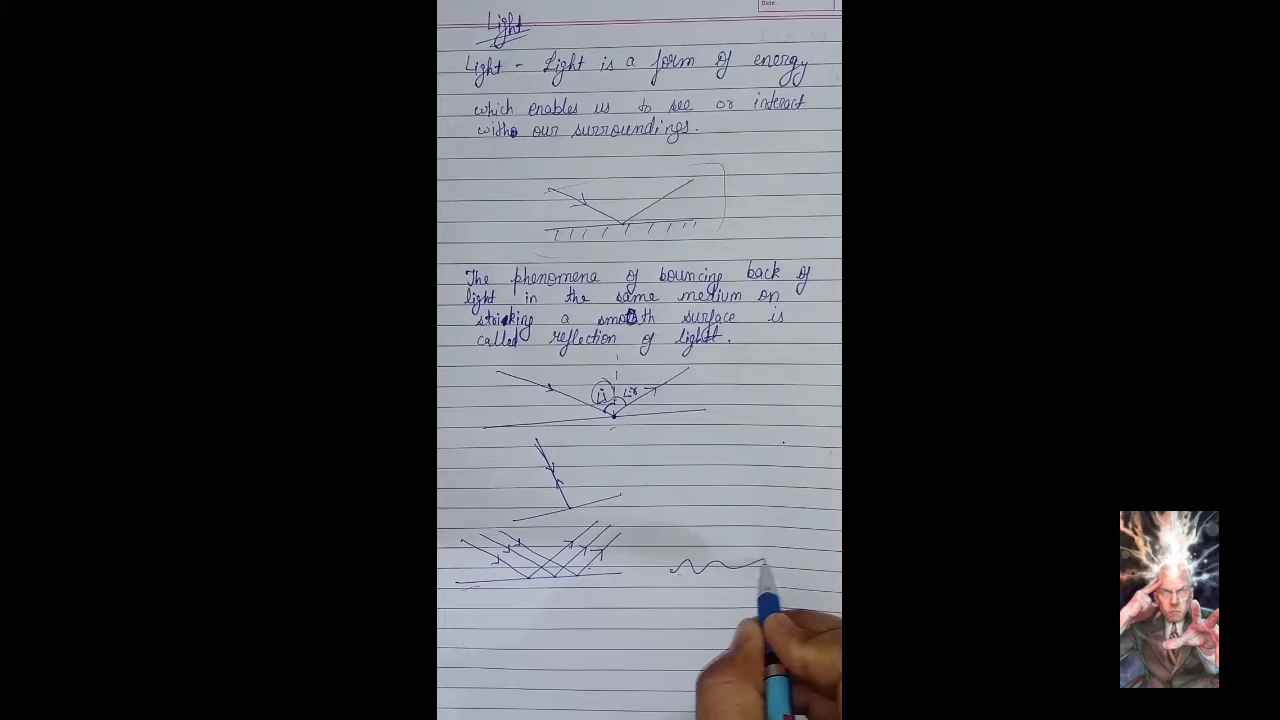 Date:
Light
Light - Light is a form of energy
which enables us to see or interact
with our surroundings.
The phenomena of bouncing back of
light in the same medium on
striking a smooth surface is
called reflection of light.
∠i ∠r